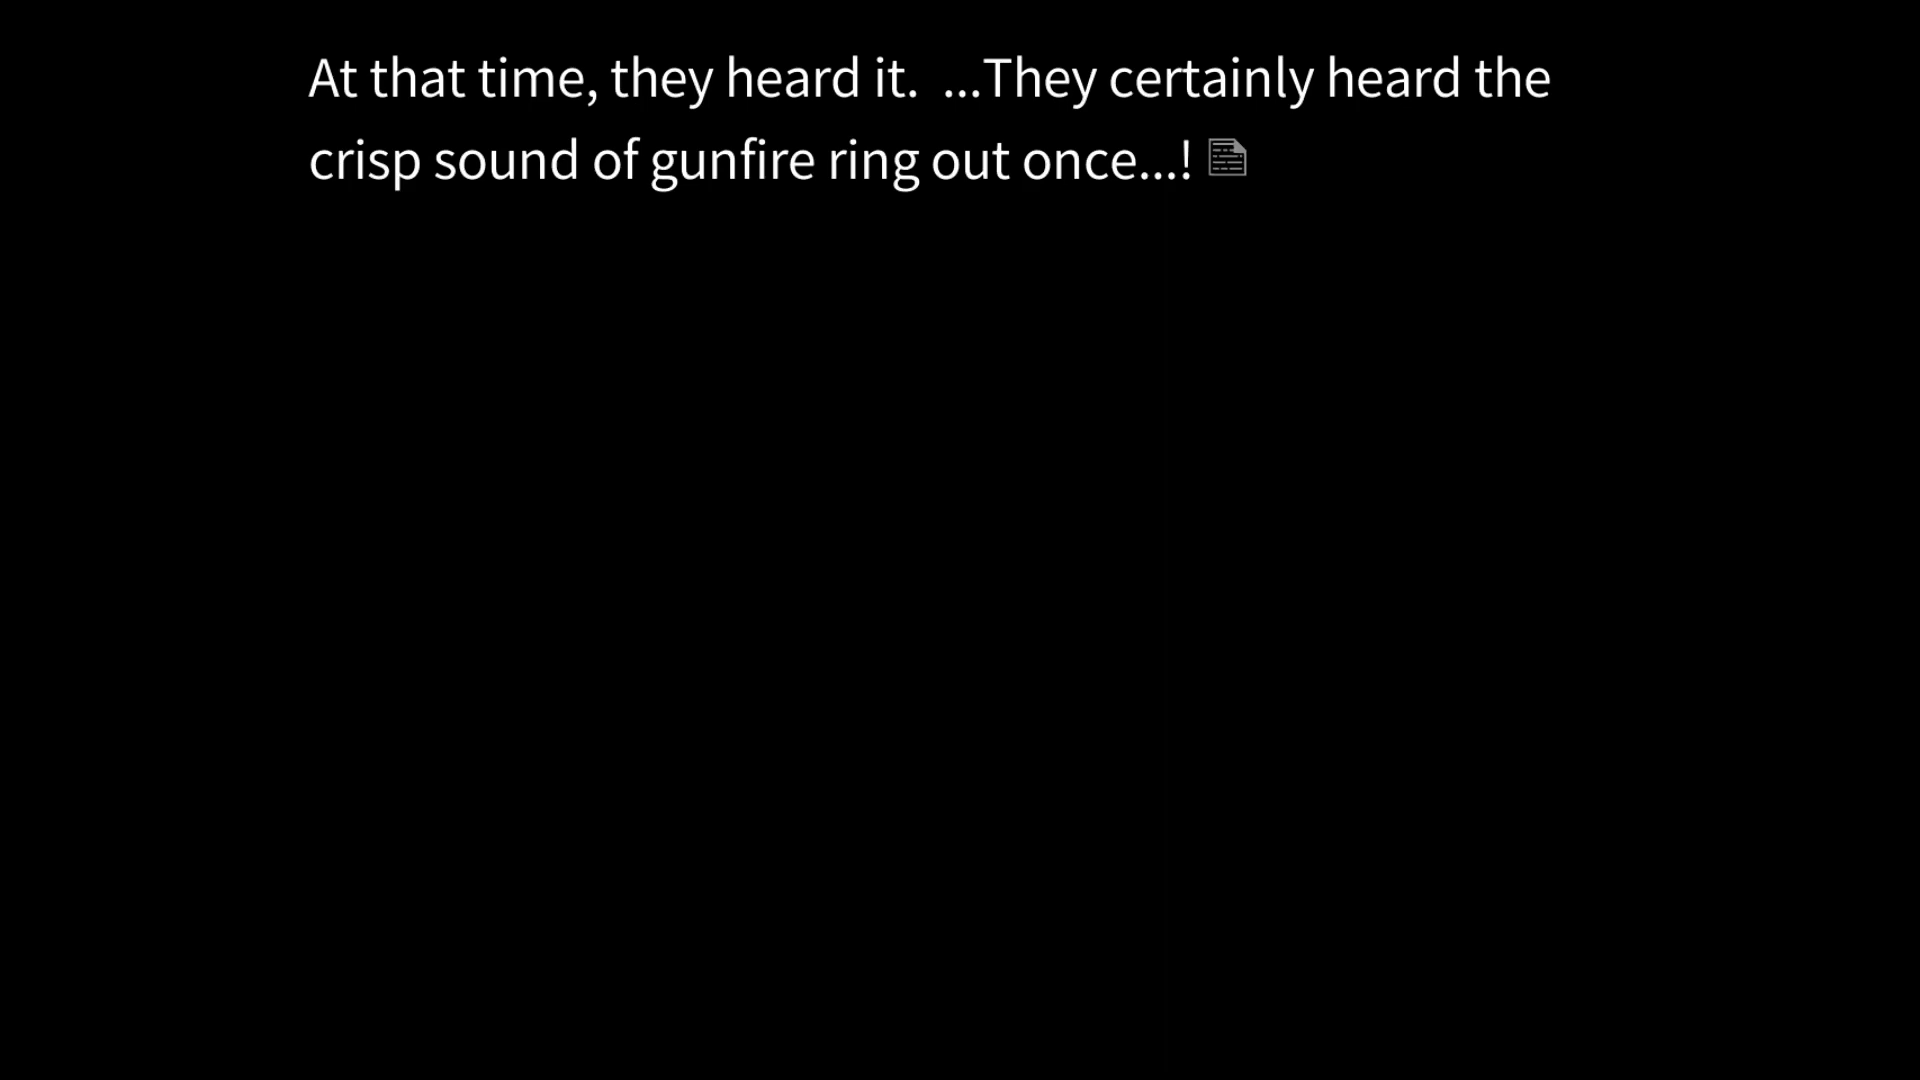 At that time, they heard it.  ...They certainly heard the
crisp sound of gunfire ring out once...!